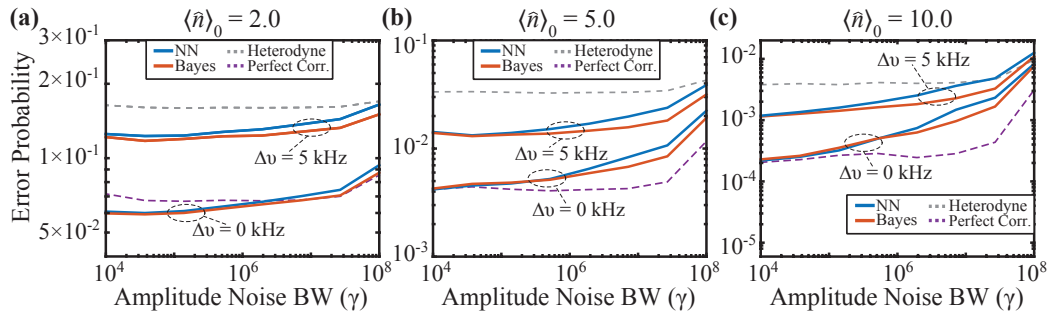 (a) ⟨n̂⟩₀ = 2.0
3×10⁻¹
2×10⁻¹
1×10⁻¹
5×10⁻²
Error Probability
NN Heterodyne
Bayes Perfect Corr.
Δυ = 5 kHz
Δυ = 0 kHz
10⁴ 10⁶ 10⁸
Amplitude Noise BW (γ)
(b) ⟨n̂⟩₀ = 5.0
10⁻¹
10⁻²
10⁻³
NN Heterodyne
Bayes Perfect Corr.
Δυ = 5 kHz
Δυ = 0 kHz
10⁴ 10⁶ 10⁸
Amplitude Noise BW (γ)
(c) ⟨n̂⟩₀ = 10.0
10⁻²
10⁻³
10⁻⁴
10⁻⁵
Δυ = 5 kHz
Δυ = 0 kHz
NN Heterodyne
Bayes Perfect Corr.
10⁴ 10⁶ 10⁸
Amplitude Noise BW (γ)